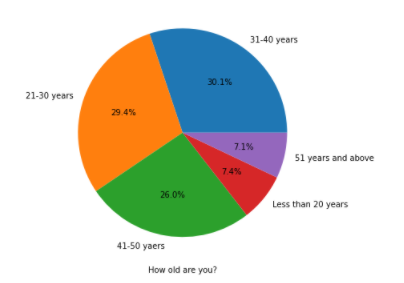 31-40 years
30.1%
21-30 years
29.4%
7.1%
51 years and above
7.4%
26.0%
Less than 20 years
41-50 yaers
How old are you?